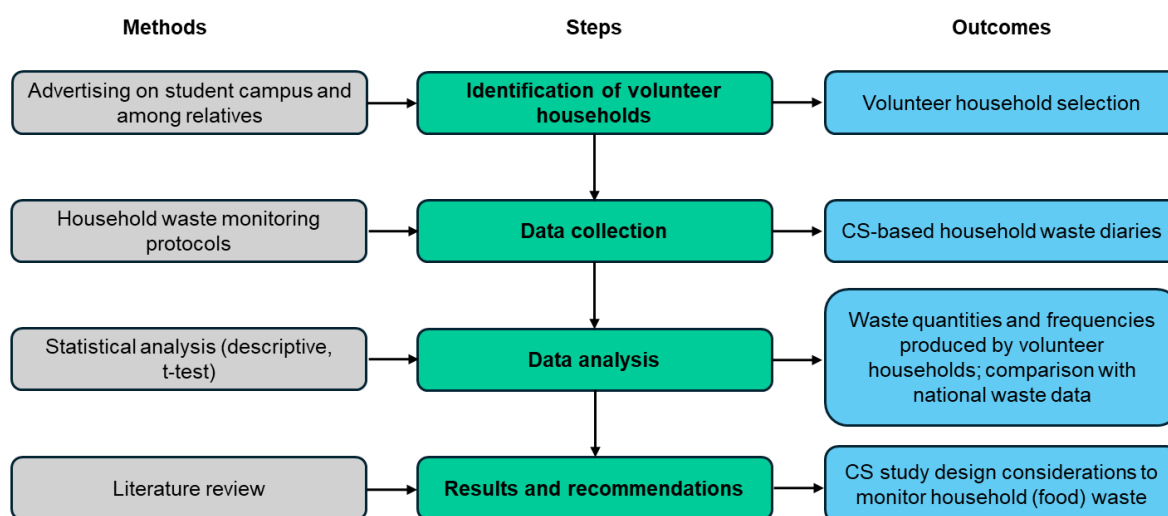 Methods
Steps
Outcomes
Advertising on student campus and
among relatives
Identification of volunteer
households
Volunteer household selection
Household waste monitoring
protocols
Data collection
CS-based household waste diaries
Statistical analysis (descriptive,
t-test)
Data analysis
Waste quantities and frequencies
produced by volunteer
households; comparison with
national waste data
Literature review
Results and recommendations
CS study design considerations to
monitor household (food) waste